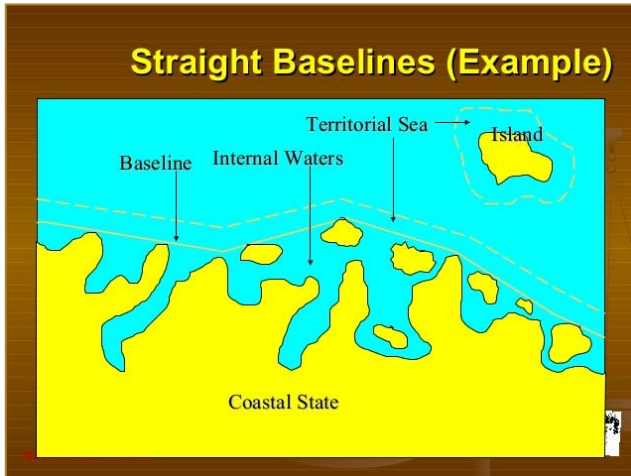 Straight Baselines (Example)
Territorial Sea
Island
Internal Waters
Baseline
Coastal State